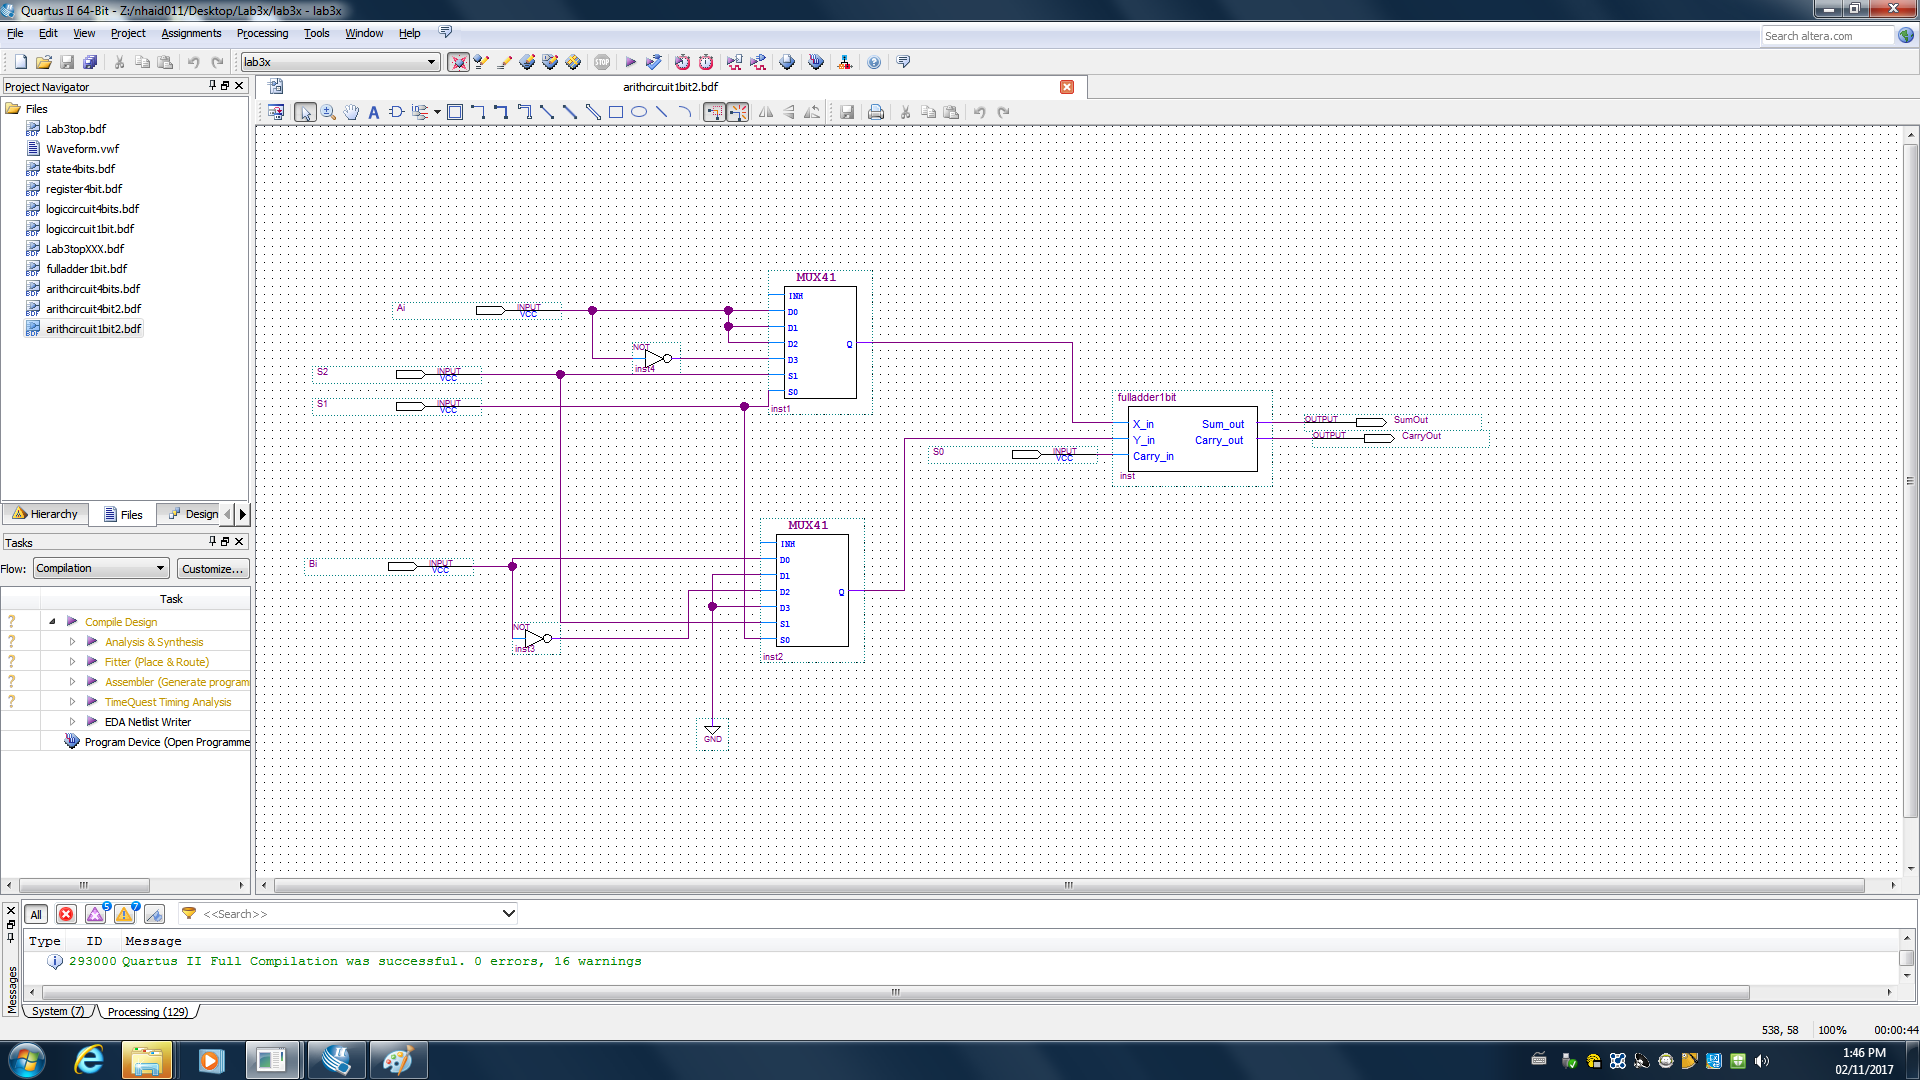 Quartus II 64-Bit - Z:/nhaid011/Desktop/Lab3x/lab3x - lab3x
File Edit View Project Assignments Processing Tools Window Help
Search altera.com
lab3x
STOP
Project Navigator
arithcircuit1bit2.bdf
Files
Lab3top.bdf
Waveform.vwf
state4bits.bdf
register4bit.bdf
logiccircuit4bits.bdf
logiccircuit1bit.bdf
Lab3topXXX.bdf
fulladder1bit.bdf
arithcircuit4bits.bdf
arithcircuit4bit2.bdf
arithcircuit1bit2.bdf
Hierarchy Files Design
Tasks
Flow: Compilation Customize...
Task
Compile Design
Analysis & Synthesis
Fitter (Place & Route)
Assembler (Generate program
TimeQuest Timing Analysis
EDA Netlist Writer
Program Device (Open Programme
MUX41
INH
D0
D1
D2
D3
S1
S0
Q
inst1
Ai INPUT VCC
NOT
inst4
S2 INPUT VCC
S1 INPUT VCC
fulladder1bit
X_in Sum_out
Y_in Carry_out
Carry_in
inst
OUTPUT SumOut
OUTPUT CarryOut
S0 INPUT VCC
MUX41
INH
D0
D1
D2
D3
S1
S0
Q
inst2
Bi INPUT VCC
NOT
inst3
GND
All 5 7 <<Search>>
Type ID Message
293000 Quartus II Full Compilation was successful. 0 errors, 16 warnings
Messages
System (7) Processing (129)
538, 58 100% 00:00:44
1:46 PM
02/11/2017